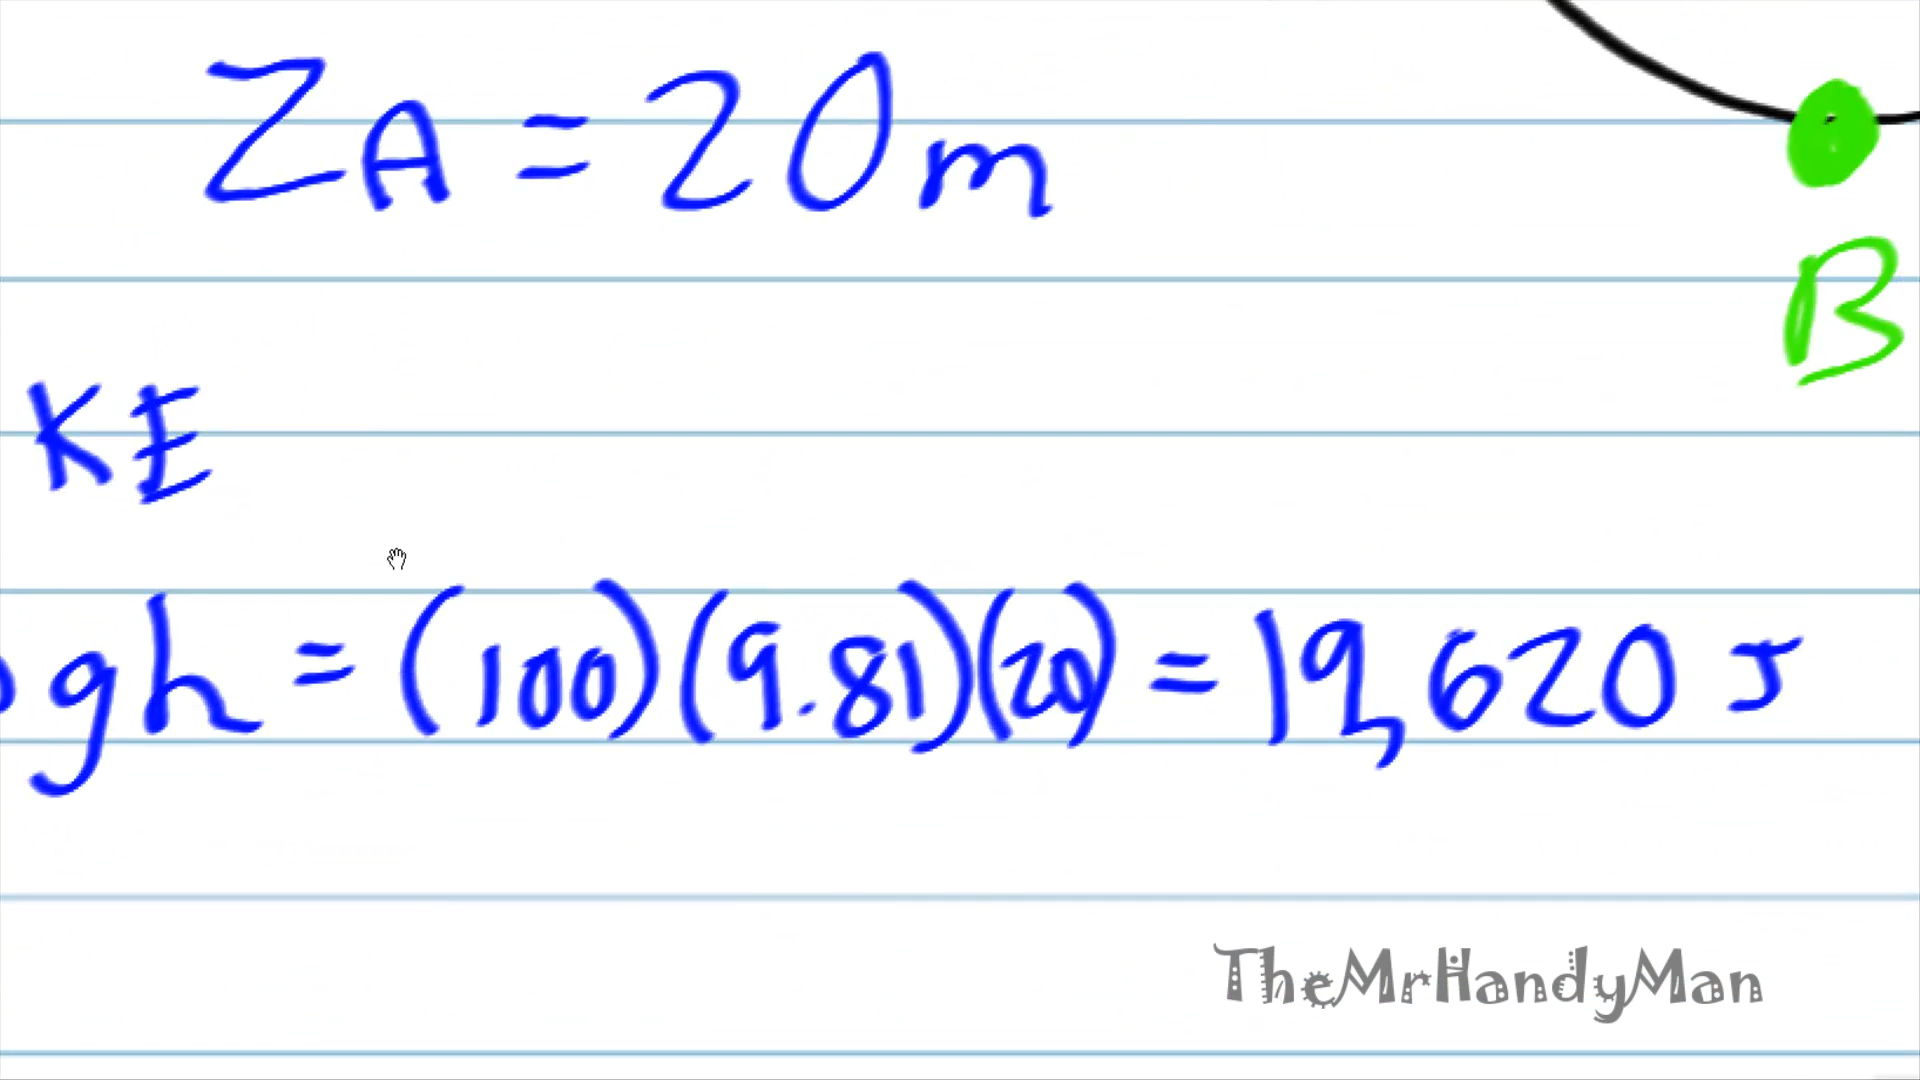 ZA = 20m
B
KE
gh = (100)(9.81)(20) = 19,620 J
TheMrHandyMan